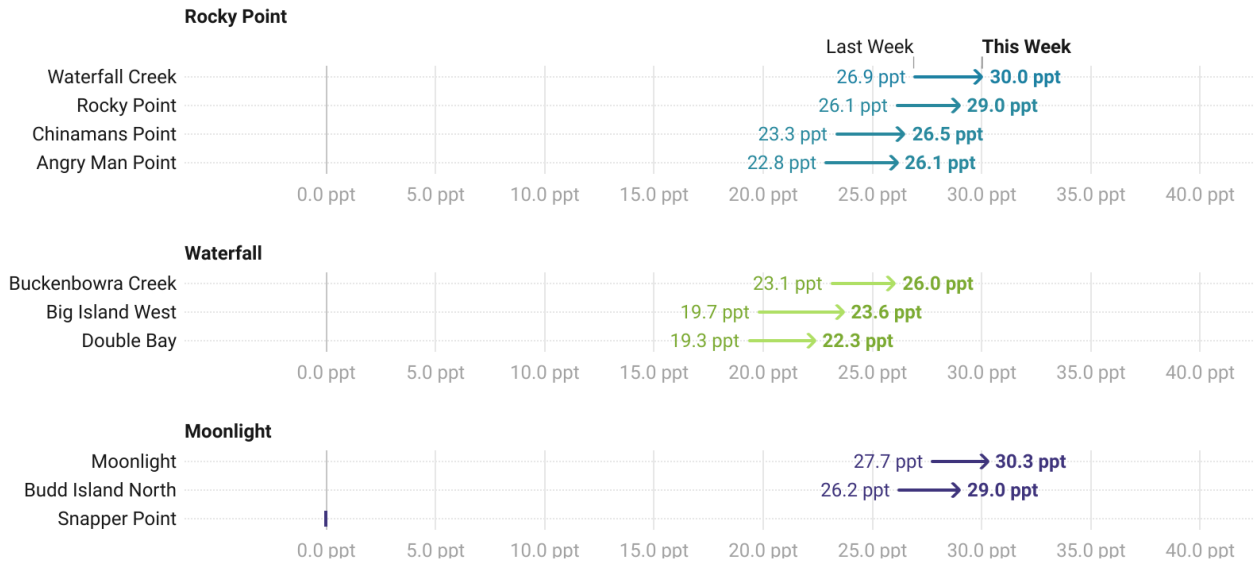 Rocky Point
Last Week This Week
Waterfall Creek 26.9 ppt 30.0 ppt
Rocky Point 26.1 ppt 29.0 ppt
Chinamans Point 23.3 ppt 26.5 ppt
Angry Man Point 22.8 ppt 26.1 ppt
0.0 ppt 5.0 ppt 10.0 ppt 15.0 ppt 20.0 ppt 25.0 ppt 30.0 ppt 35.0 ppt 40.0 ppt
Waterfall
Buckenbowra Creek 23.1 ppt 26.0 ppt
Big Island West 19.7 ppt 23.6 ppt
Double Bay 19.3 ppt 22.3 ppt
0.0 ppt 5.0 ppt 10.0 ppt 15.0 ppt 20.0 ppt 25.0 ppt 30.0 ppt 35.0 ppt 40.0 ppt
Moonlight
Moonlight 27.7 ppt 30.3 ppt
Budd Island North 26.2 ppt 29.0 ppt
Snapper Point
0.0 ppt 5.0 ppt 10.0 ppt 15.0 ppt 20.0 ppt 25.0 ppt 30.0 ppt 35.0 ppt 40.0 ppt